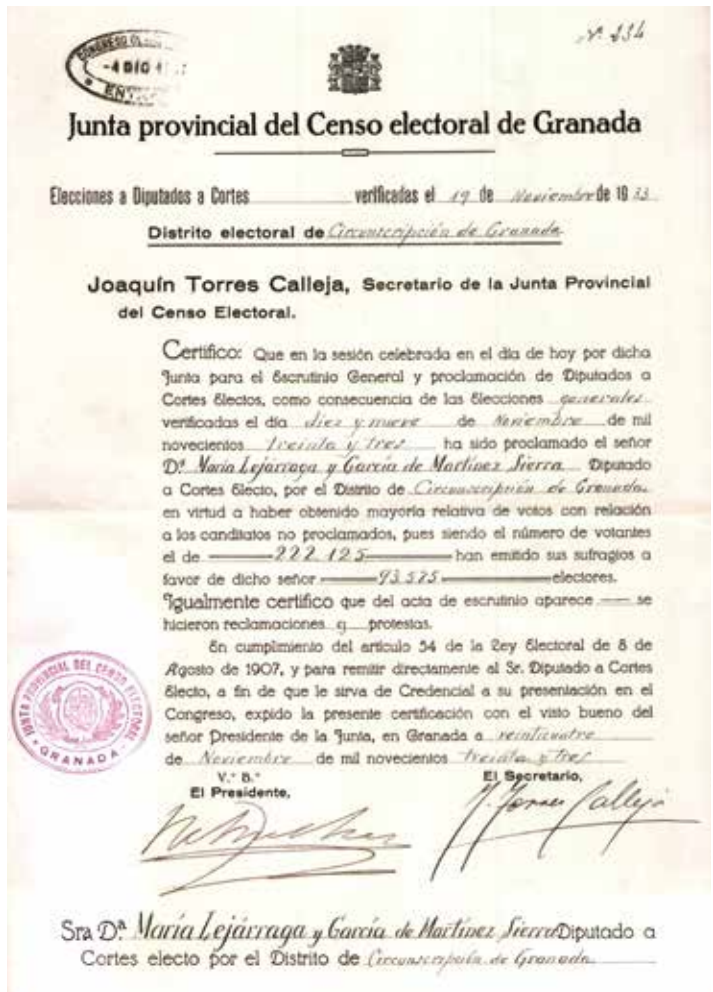 Nº 234
CONGRESO
-4 DIC
ENT
Junta provincial del Censo electoral de Granada
Elecciones a Diputados a Cortes verificadas el 19 de Noviembre de 1933
Distrito electoral de Circunscripción de Granada
Joaquín Torres Calleja, Secretario de la Junta Provincial
del Censo Electoral.
Certifico: Que en la sesión celebrada en el día de hoy por dicha
Junta para el Escrutinio General y proclamación de Diputados a
Cortes Electos, como consecuencia de las Elecciones generales
verificadas el día diez y nueve de Noviembre de mil
novecientos treinta y tres ha sido proclamado el señor
D.ª María Lejárraga y García de Martínez Sierra Diputado
a Cortes Electo, por el Distrito de Circunscripción de Granada
en virtud a haber obtenido mayoría relativa de votos con relación
a los canditatos no proclamados, pues siendo el número de votantes
el de 222.125 han emitido sus sufragios a
favor de dicho señor 93.575 electores.
Igualmente certifico que del acta de escrutinio aparece — se
hicieron reclamaciones y protestas.
En cumplimiento del artículo 54 de la Ley Electoral de 8 de
Agosto de 1907, y para remitir directamente al Sr. Diputado a Cortes
Electo, a fin de que le sirva de Credencial a su presentación en el
Congreso, expido la presente certificación con el visto bueno del
señor Presidente de la Junta, en Granada a veinticuatro
de Noviembre de mil novecientos treinta y tres
JUNTA PROVINCIAL DEL CENSO ELECTORAL
GRANADA
V.º B.º
El Presidente,
El Secretario,
J. Torres Calleja
Sra D.ª María Lejárraga y García de Martínez Sierra Diputado a
Cortes electo por el Distrito de Circunscripción de Granada